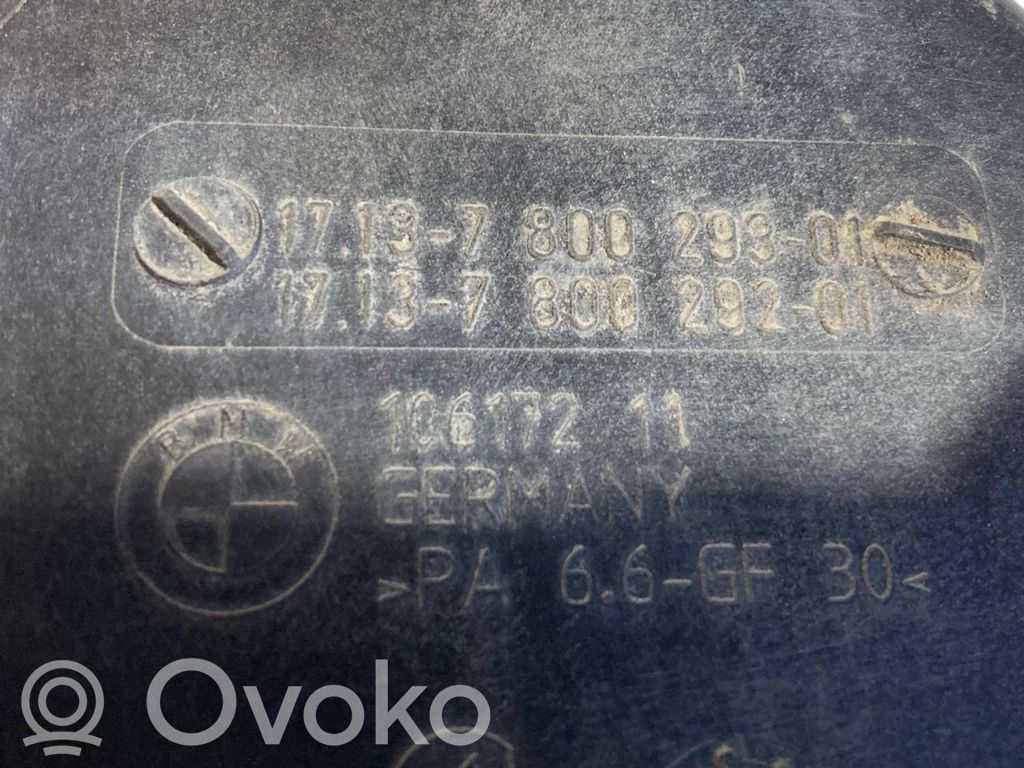 17.13-7 800 293-01
17.13-7 800 292-01
106172 11
BMW
GERMANY
>PA 6.6-GF 30<
Ovoko